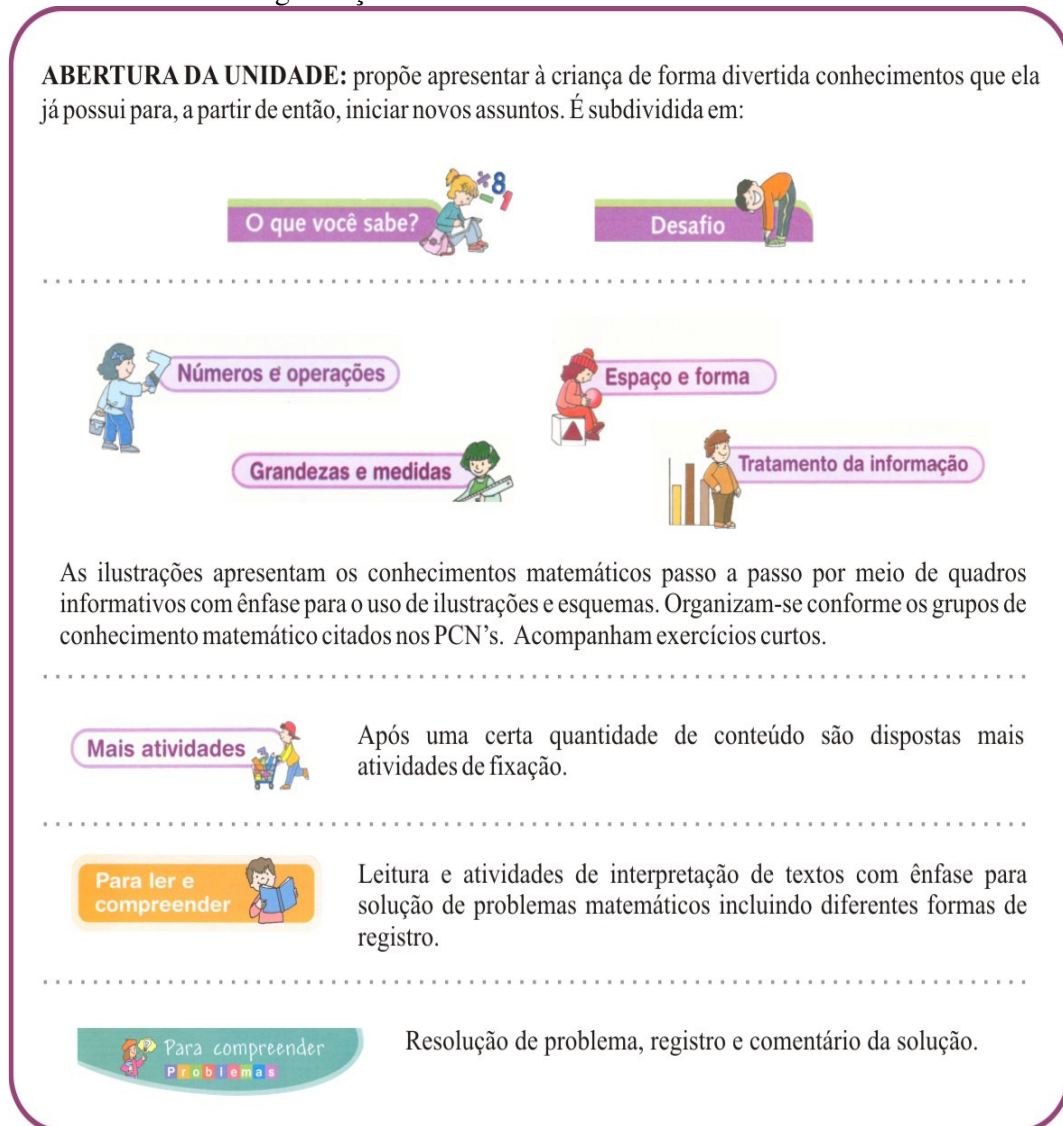 ABERTURA DA UNIDADE: propõe apresentar à criança de forma divertida conhecimentos que ela
já possui para, a partir de então, iniciar novos assuntos. É subdividida em:
O que você sabe?
Desafio
Números e operações
Espaço e forma
Grandezas e medidas
Tratamento da informação
As ilustrações apresentam os conhecimentos matemáticos passo a passo por meio de quadros
informativos com ênfase para o uso de ilustrações e esquemas. Organizam-se conforme os grupos de
conhecimento matemático citados nos PCN's. Acompanham exercícios curtos.
Mais atividades
Após uma certa quantidade de conteúdo são dispostas mais
atividades de fixação.
Para ler e
compreender
Leitura e atividades de interpretação de textos com ênfase para
solução de problemas matemáticos incluindo diferentes formas de
registro.
Para compreender
Problemas
Resolução de problema, registro e comentário da solução.